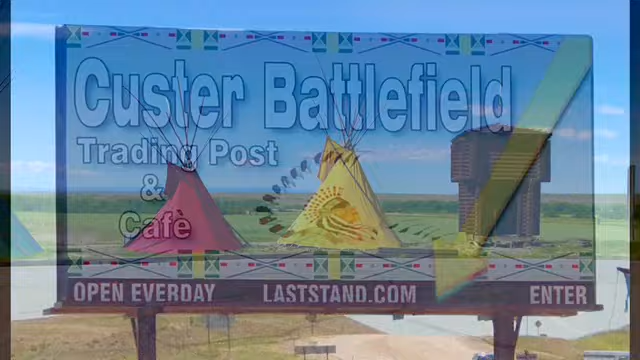 Custer Battlefield
Trading Post
&
Cafè
OPEN EVERDAY LASTSTAND.COM ENTER